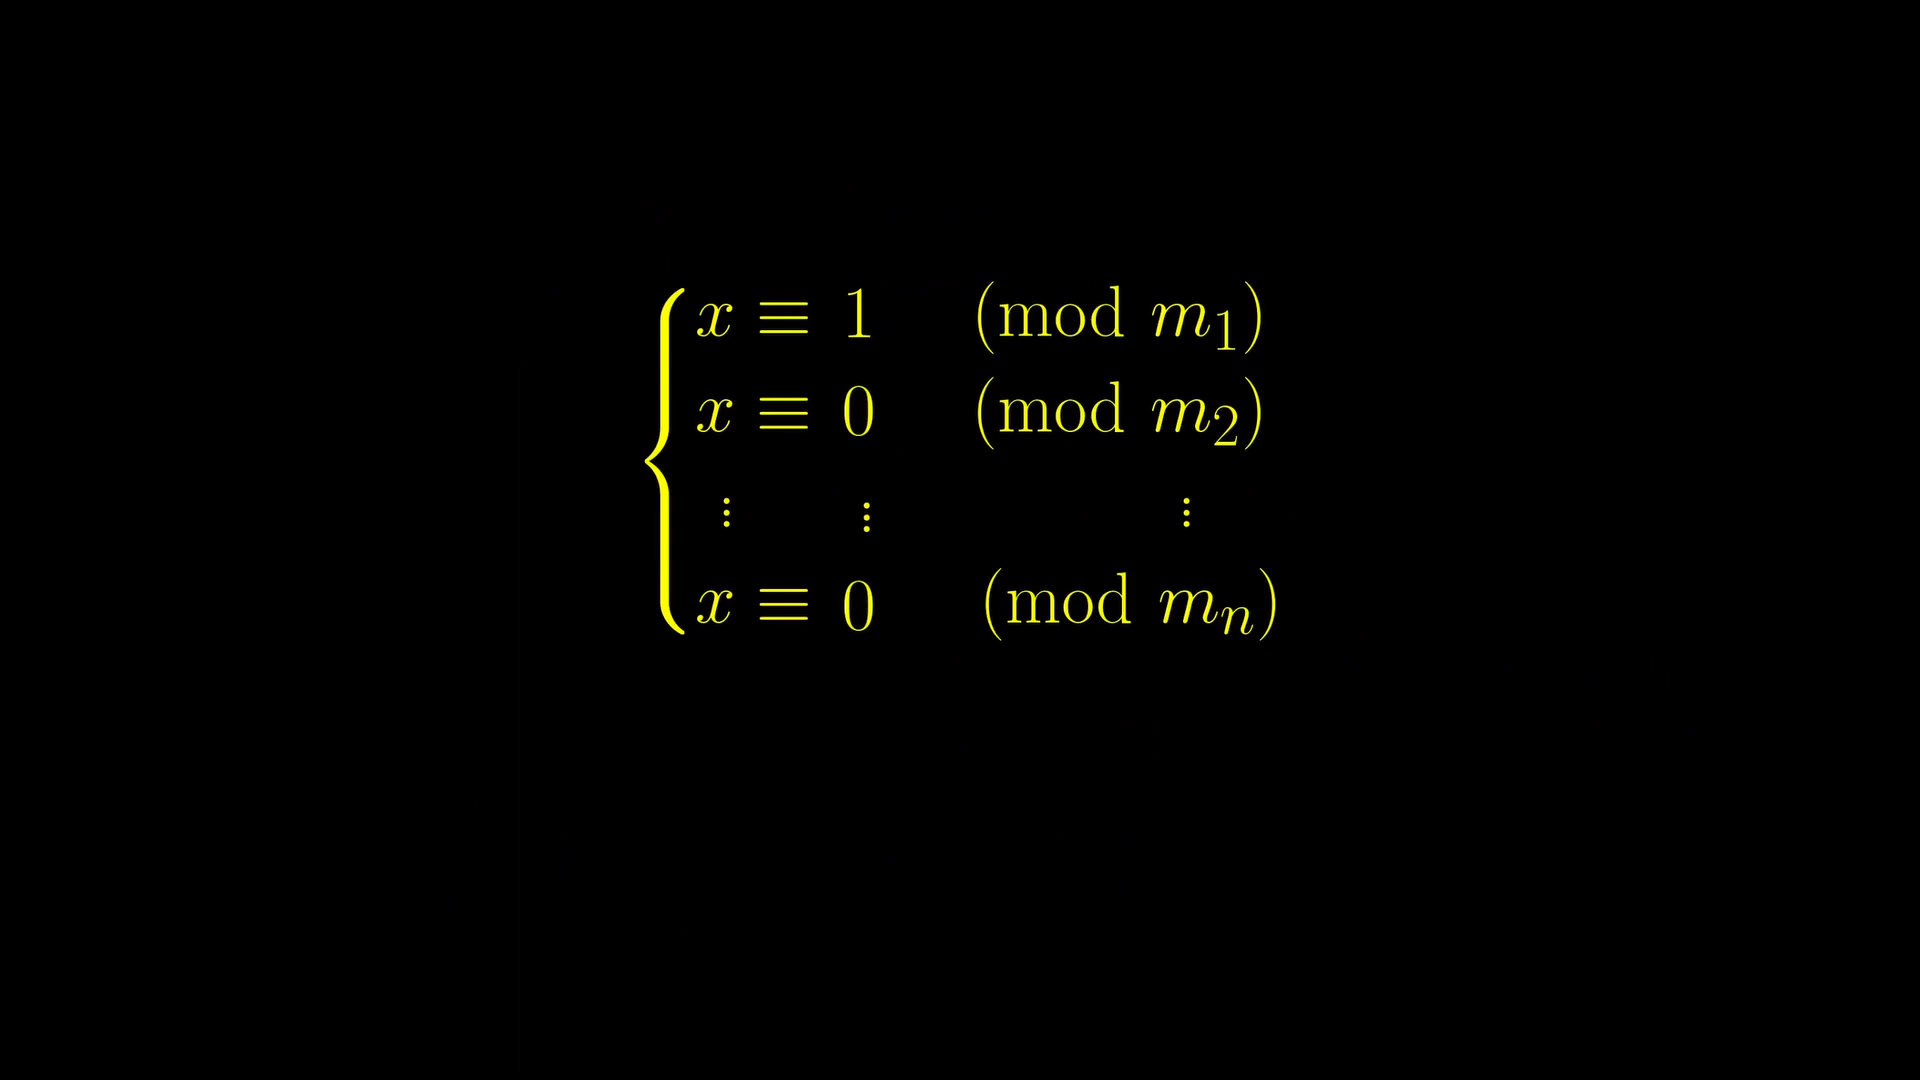 x ≡ 1 (mod m₁)
x ≡ 0 (mod m₂)
⋮ ⋮ ⋮
x ≡ 0 (mod mₙ)